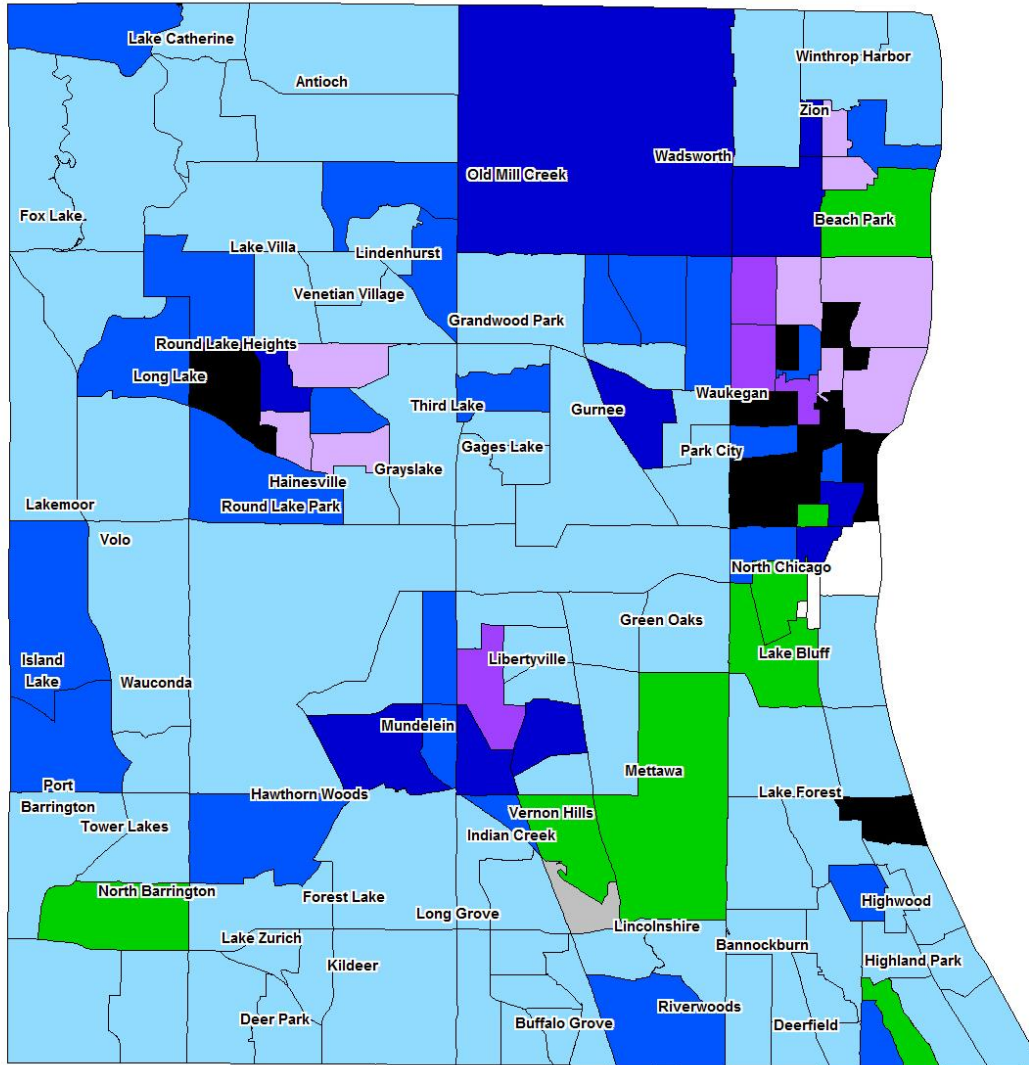 Lake Catherine
Winthrop Harbor
Antioch
Zion
Wadsworth
Old Mill Creek
Fox Lake
Beach Park
Lake Villa
Lindenhurst
Venetian Village
Grandwood Park
Round Lake Heights
Long Lake
Third Lake
Gurnee
Waukegan
Gages Lake
Park City
Grayslake
Hainesville
Lakemoor
Round Lake Park
Volo
North Chicago
Green Oaks
Lake Bluff
Libertyville
Island
Lake
Wauconda
Mundelein
Mettawa
Port
Barrington
Hawthorn Woods
Lake Forest
Vernon Hills
Tower Lakes
Indian Creek
North Barrington
Forest Lake
Highwood
Long Grove
Lincolnshire
Lake Zurich
Bannockburn
Kildeer
Highland Park
Riverwoods
Deer Park
Buffalo Grove
Deerfield